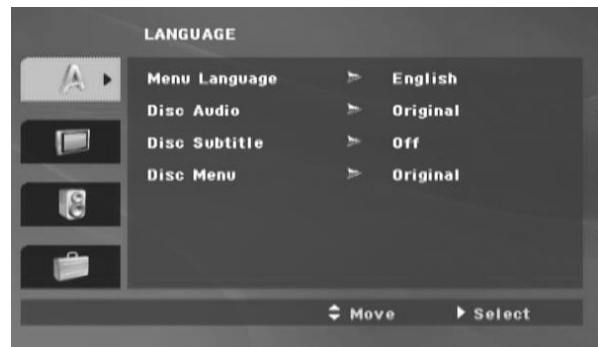 LANGUAGE
A
Menu Language English
Disc Audio Original
Disc Subtitle Off
Disc Menu Original
Move Select